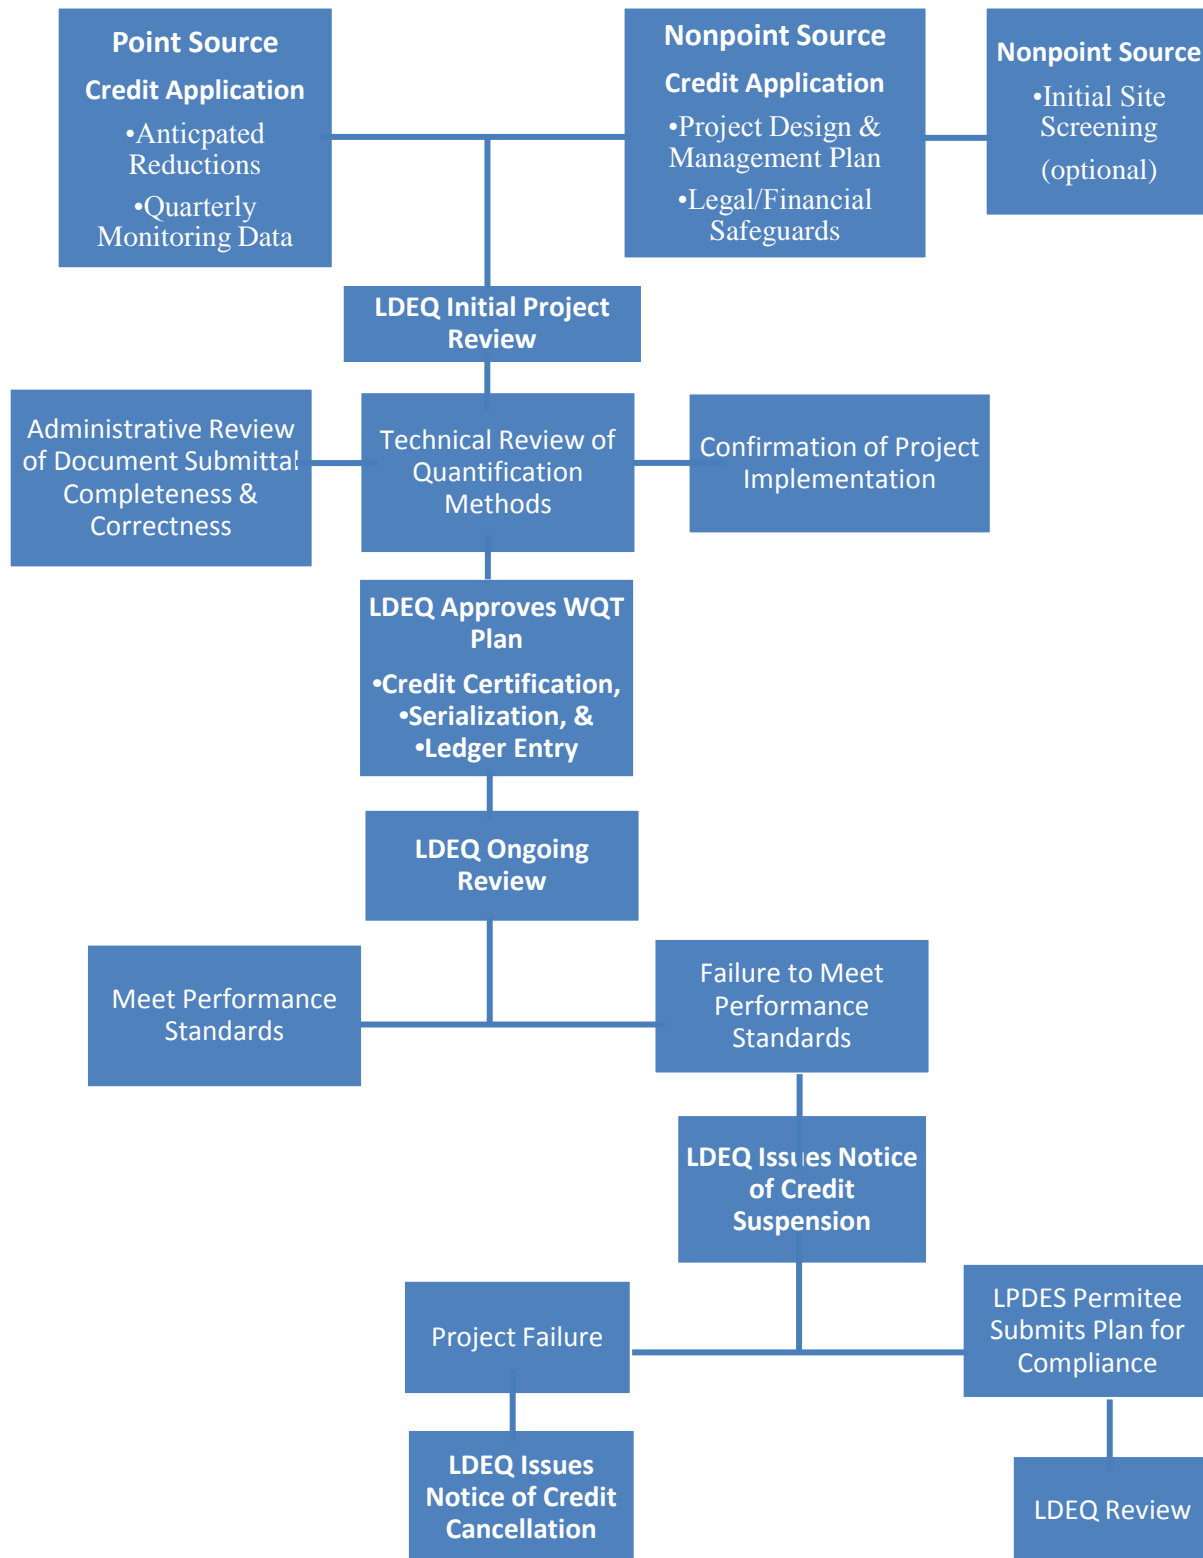 Point Source
Credit Application
•Anticpated
Reductions
•Quarterly
Monitoring Data
Nonpoint Source
Credit Application
•Project Design &
Management Plan
•Legal/Financial
Safeguards
Nonpoint Source
•Initial Site
Screening
(optional)
LDEQ Initial Project
Review
Administrative Review
of Document Submittal
Completeness &
Correctness
Technical Review of
Quantification
Methods
Confirmation of Project
Implementation
LDEQ Approves WQT
Plan
•Credit Certification,
•Serialization, &
•Ledger Entry
LDEQ Ongoing
Review
Meet Performance
Standards
Failure to Meet
Performance
Standards
LDEQ Issues Notice
of Credit
Suspension
Project Failure
LPDES Permitee
Submits Plan for
Compliance
LDEQ Issues
Notice of Credit
Cancellation
LDEQ Review